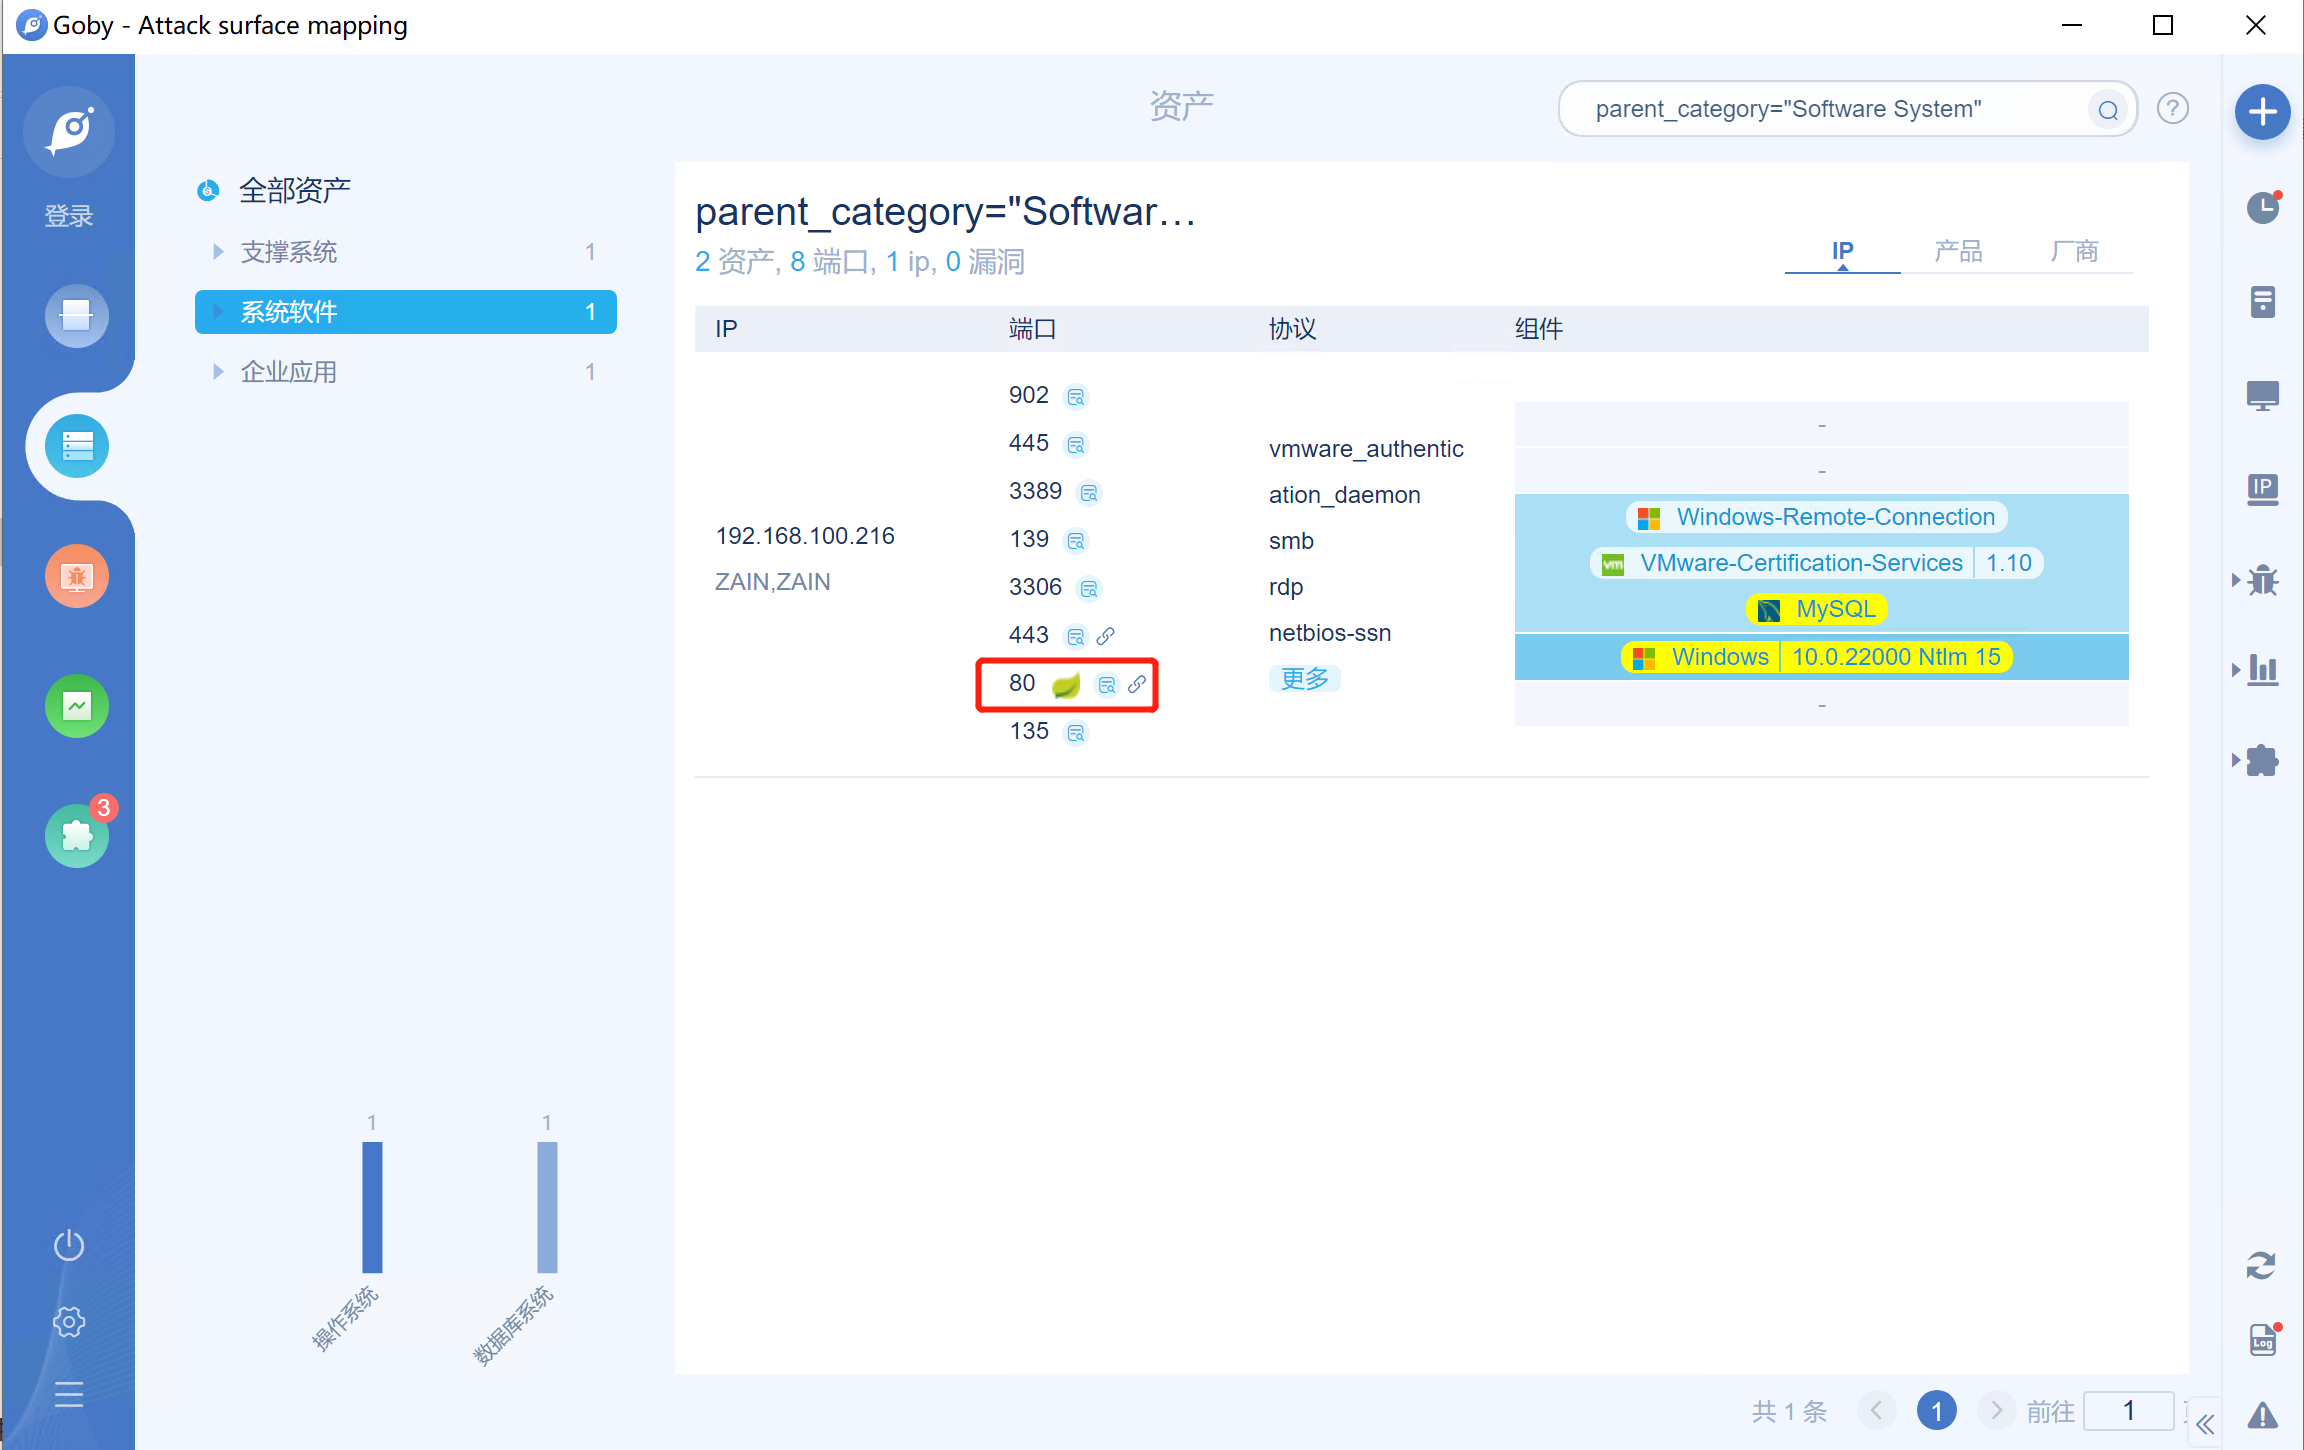 Goby - Attack surface mapping
资产
parent_category="Software System"
?
登录
全部资产
支撑系统 1
系统软件 1
企业应用 1
parent_category="Softwar...
2 资产, 8 端口, 1 ip, 0 漏洞
IP 产品 厂商
IP 端口 协议 组件
192.168.100.216
ZAIN,ZAIN
902
445
3389
139
3306
443
80
135
vmware_authentic
ation_daemon
smb
rdp
netbios-ssn
更多
-
-
Windows-Remote-Connection
vm VMware-Certification-Services 1.10
MySQL
Windows 10.0.22000 Ntlm 15
-
3
1 1
操作系统 数据库系统
IP
Log
共 1 条 1 前往 1